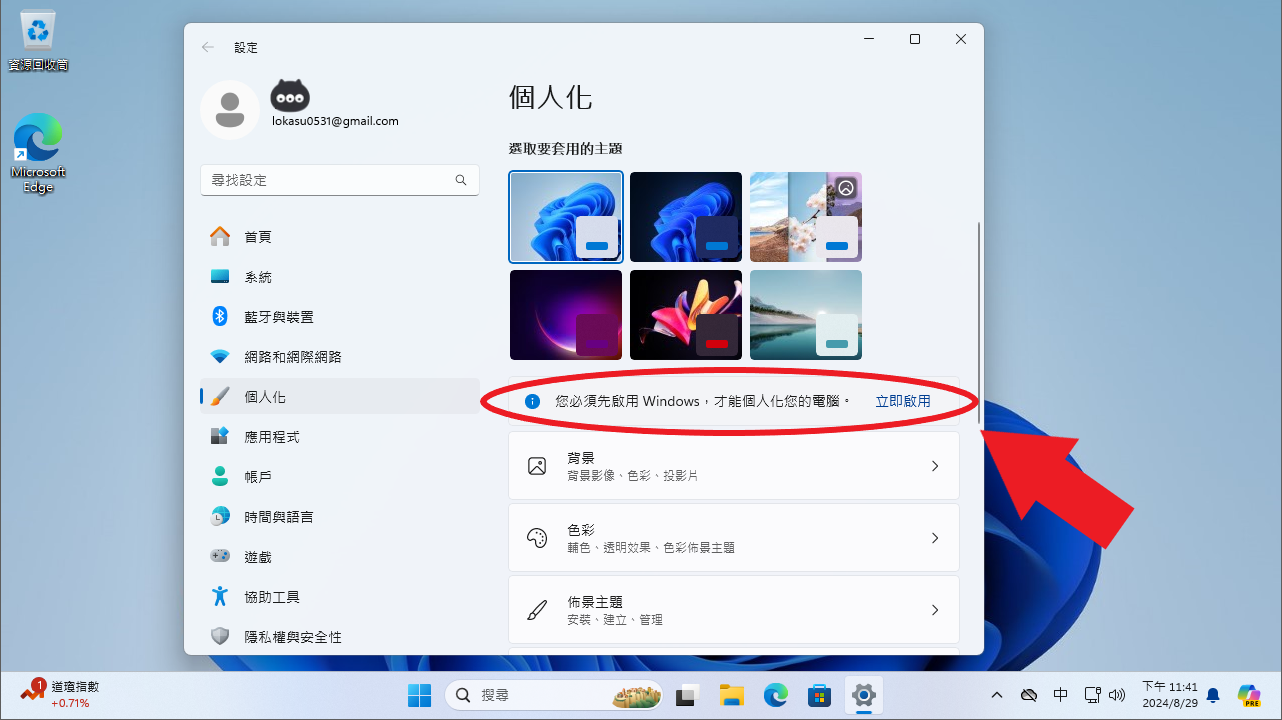 資源回收筒
Microsoft
Edge
設定
lokasu0531@gmail.com
尋找設定
首頁
系統
藍牙與裝置
網路和網際網路
個人化
應用程式
帳戶
時間與語言
遊戲
協助工具
隱私權與安全性
個人化
選取要套用的主題
您必須先啟用 Windows，才能個人化您的電腦。 立即啟用
背景
背景影像、色彩、投影片
色彩
輔色、透明效果、色彩佈景主題
佈景主題
安裝、建立、管理
1
道瓊指數
+0.71%
搜尋
中
下午 11:41
2024/8/29
PRE